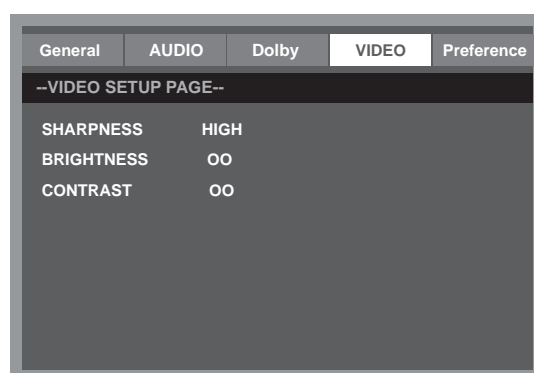 General AUDIO Dolby VIDEO Preference
--VIDEO SETUP PAGE--
SHARPNESS HIGH
BRIGHTNESS OO
CONTRAST OO